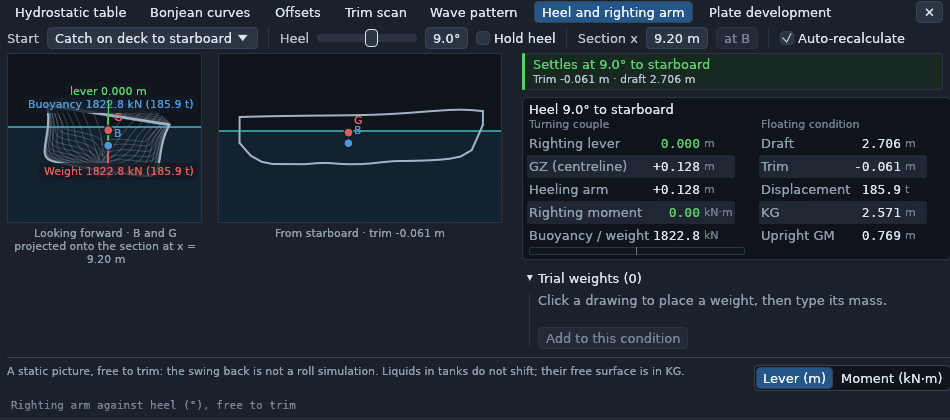 Hydrostatic table Bonjean curves Offsets Trim scan Wave pattern Heel and righting arm Plate development ×
Start Catch on deck to starboard Heel 9.0° Hold heel Section x 9.20 m at B Auto-recalculate
lever 0.000 m
Buoyancy 1822.8 kN (185.9 t)
G
B
Weight 1822.8 kN (185.9 t)
Looking forward · B and G
projected onto the section at x =
9.20 m
G
B
From starboard · trim -0.061 m
Settles at 9.0° to starboard
Trim -0.061 m · draft 2.706 m
Heel 9.0° to starboard
Turning couple Floating condition
Righting lever 0.000 m Draft 2.706 m
GZ (centreline) +0.128 m Trim -0.061 m
Heeling arm +0.128 m Displacement 185.9 t
Righting moment 0.00 kN·m KG 2.571 m
Buoyancy / weight 1822.8 kN Upright GM 0.769 m
Trial weights (0)
Click a drawing to place a weight, then type its mass.
Add to this condition
A static picture, free to trim: the swing back is not a roll simulation. Liquids in tanks do not shift; their free surface is in KG.
Lever (m) Moment (kN·m)
Righting arm against heel (°), free to trim